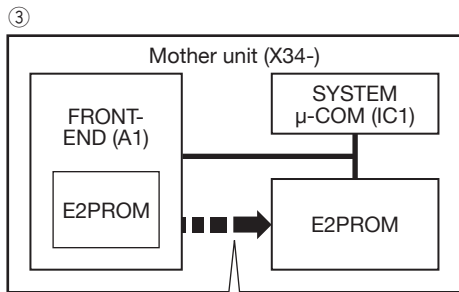 ③
Mother unit (X34-)
FRONT-
END (A1)
E2PROM
SYSTEM
µ-COM (IC1)
E2PROM